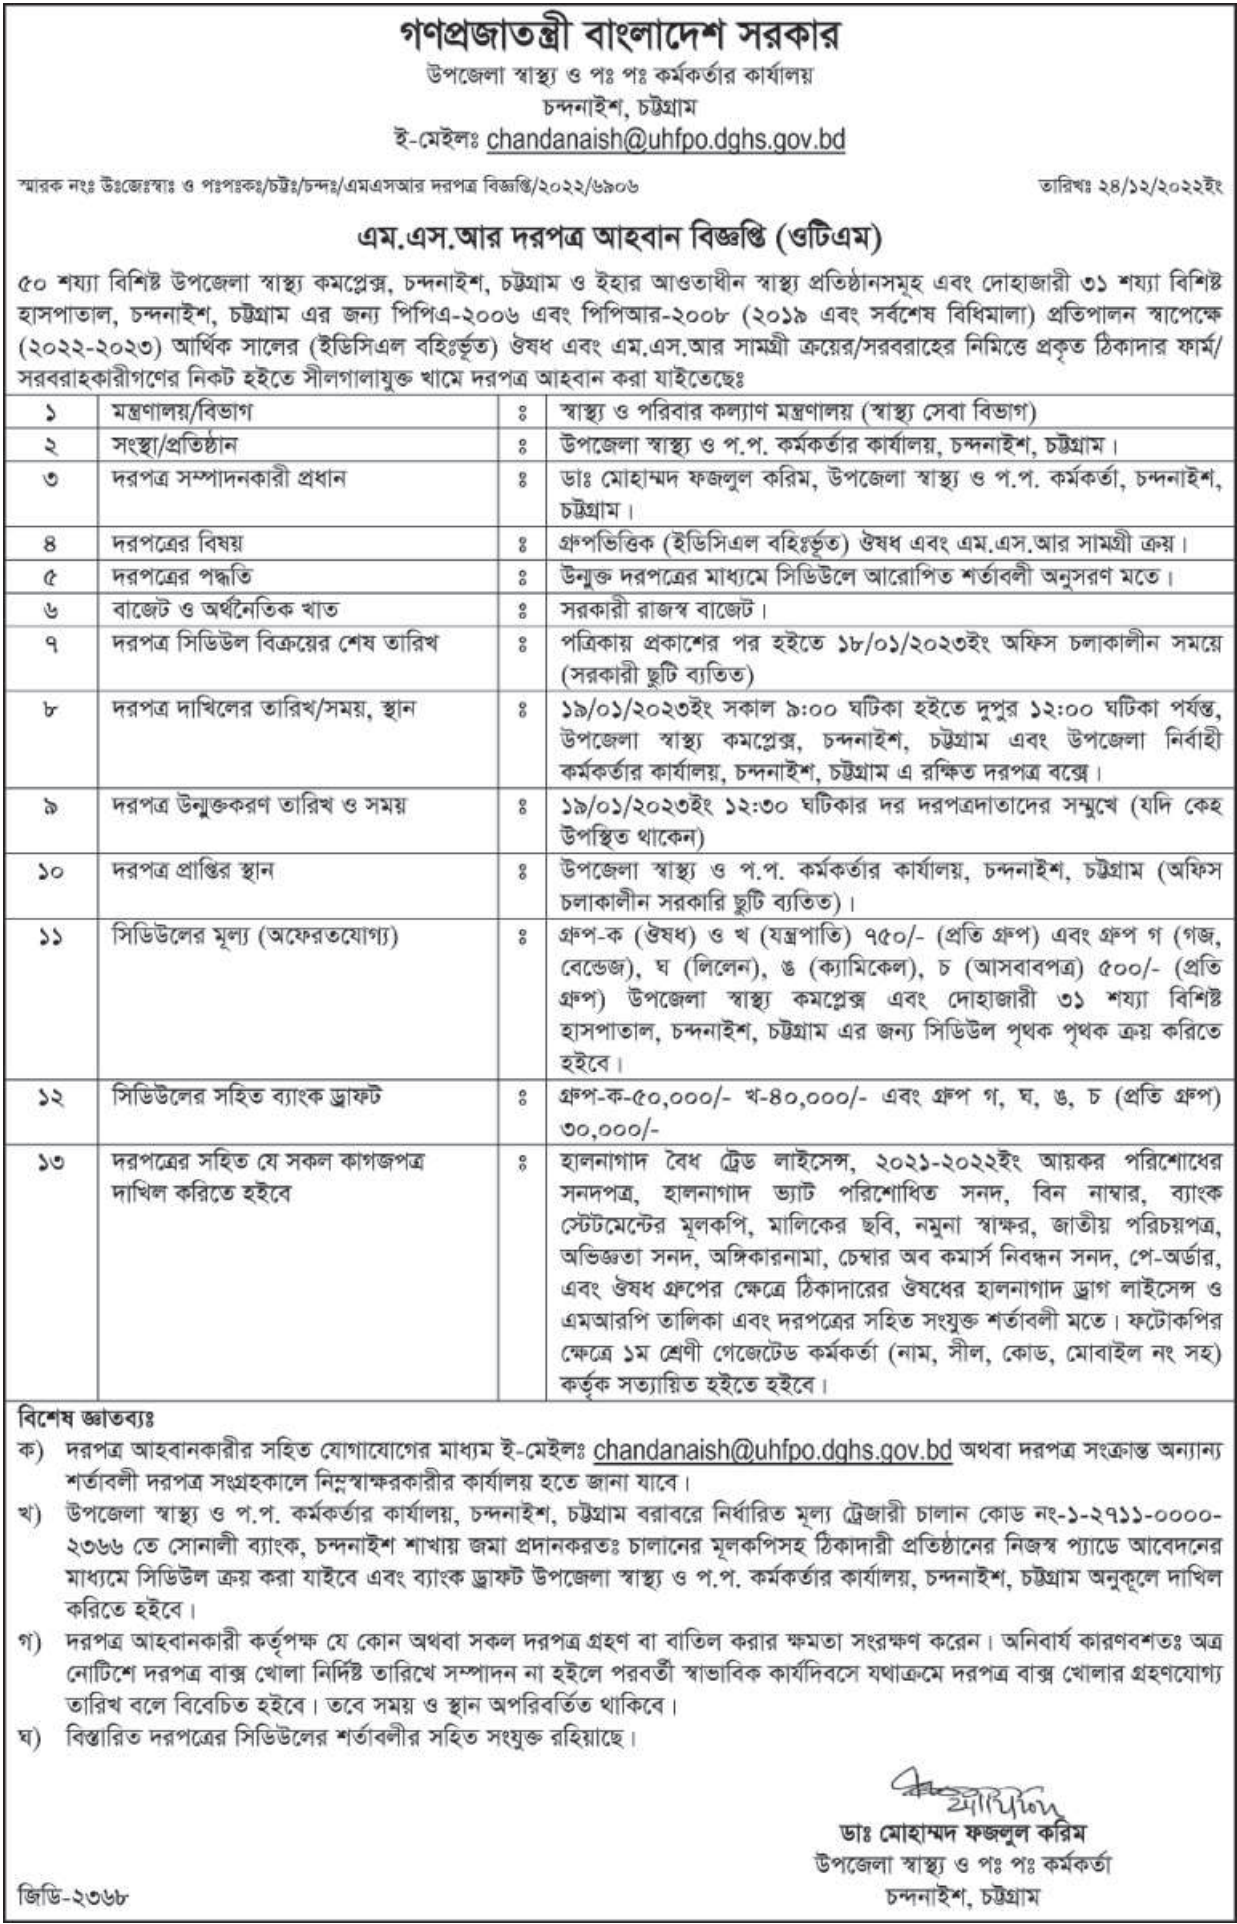 গণপ্রজাতন্ত্রী বাংলাদেশ সরকার
উপজেলা স্বাস্থ্য ও পঃ পঃ কর্মকর্তার কার্যালয়
চন্দনাইশ, চট্টগ্রাম
ই-মেইলঃ chandanaish@uhfpo.dghs.gov.bd
স্মারক নংঃ উঃজেঃস্বাঃ ও পঃপঃকঃ/চট্টঃ/চন্দঃ/এমএসআর দরপত্র বিজ্ঞপ্তি/২০২২/৬৯০৬ তারিখঃ ২৪/১২/২০২২ইং
এম.এস.আর দরপত্র আহবান বিজ্ঞপ্তি (ওটিএম)
৫০ শয্যা বিশিষ্ট উপজেলা স্বাস্থ্য কমপ্লেক্স, চন্দনাইশ, চট্টগ্রাম ও ইহার আওতাধীন স্বাস্থ্য প্রতিষ্ঠানসমূহ এবং দোহাজারী ৩১ শয্যা বিশিষ্ট
হাসপাতাল, চন্দনাইশ, চট্টগ্রাম এর জন্য পিপিএ-২০০৬ এবং পিপিআর-২০০৮ (২০১৯ এবং সর্বশেষ বিধিমালা) প্রতিপালন স্বাপেক্ষে
(২০২২-২০২৩) আর্থিক সালের (ইডিসিএল বহিঃর্ভূত) ঔষধ এবং এম.এস.আর সামগ্রী ক্রয়ের/সরবরাহের নিমিত্তে প্রকৃত ঠিকাদার ফার্ম/
সরবরাহকারীগণের নিকট হইতে সীলগালাযুক্ত খামে দরপত্র আহবান করা যাইতেছেঃ
১ মন্ত্রণালয়/বিভাগ ঃ স্বাস্থ্য ও পরিবার কল্যাণ মন্ত্রণালয় (স্বাস্থ্য সেবা বিভাগ)
২ সংস্থা/প্রতিষ্ঠান ঃ উপজেলা স্বাস্থ্য ও প.প. কর্মকর্তার কার্যালয়, চন্দনাইশ, চট্টগ্রাম।
৩ দরপত্র সম্পাদনকারী প্রধান ঃ ডাঃ মোহাম্মদ ফজলুল করিম, উপজেলা স্বাস্থ্য ও প.প. কর্মকর্তা, চন্দনাইশ,
চট্টগ্রাম।
৪ দরপত্রের বিষয় ঃ গ্রুপভিত্তিক (ইডিসিএল বহিঃর্ভূত) ঔষধ এবং এম.এস.আর সামগ্রী ক্রয়।
৫ দরপত্রের পদ্ধতি ঃ উন্মুক্ত দরপত্রের মাধ্যমে সিডিউলে আরোপিত শর্তাবলী অনুসরণ মতে।
৬ বাজেট ও অর্থনৈতিক খাত ঃ সরকারী রাজস্ব বাজেট।
৭ দরপত্র সিডিউল বিক্রয়ের শেষ তারিখ ঃ পত্রিকায় প্রকাশের পর হইতে ১৮/০১/২০২৩ইং অফিস চলাকালীন সময়ে
(সরকারী ছুটি ব্যতিত)
৮ দরপত্র দাখিলের তারিখ/সময়, স্থান ঃ ১৯/০১/২০২৩ইং সকাল ৯:০০ ঘটিকা হইতে দুপুর ১২:০০ ঘটিকা পর্যন্ত,
উপজেলা স্বাস্থ্য কমপ্লেক্স, চন্দনাইশ, চট্টগ্রাম এবং উপজেলা নির্বাহী
কর্মকর্তার কার্যালয়, চন্দনাইশ, চট্টগ্রাম এ রক্ষিত দরপত্র বক্সে।
৯ দরপত্র উন্মুক্তকরণ তারিখ ও সময় ঃ ১৯/০১/২০২৩ইং ১২:৩০ ঘটিকার দর দরপত্রদাতাদের সম্মুখে (যদি কেহ
উপস্থিত থাকেন)
১০ দরপত্র প্রাপ্তির স্থান ঃ উপজেলা স্বাস্থ্য ও প.প. কর্মকর্তার কার্যালয়, চন্দনাইশ, চট্টগ্রাম (অফিস
চলাকালীন সরকারি ছুটি ব্যতিত)।
১১ সিডিউলের মূল্য (অফেরতযোগ্য) ঃ গ্রুপ-ক (ঔষধ) ও খ (যন্ত্রপাতি) ৭৫০/- (প্রতি গ্রুপ) এবং গ্রুপ গ (গজ,
বেন্ডেজ), ঘ (লিলেন), ঙ (ক্যামিকেল), চ (আসবাবপত্র) ৫০০/- (প্রতি
গ্রুপ) উপজেলা স্বাস্থ্য কমপ্লেক্স এবং দোহাজারী ৩১ শয্যা বিশিষ্ট
হাসপাতাল, চন্দনাইশ, চট্টগ্রাম এর জন্য সিডিউল পৃথক পৃথক ক্রয় করিতে
হইবে।
১২ সিডিউলের সহিত ব্যাংক ড্রাফট ঃ গ্রুপ-ক-৫০,০০০/- খ-৪০,০০০/- এবং গ্রুপ গ, ঘ, ঙ, চ (প্রতি গ্রুপ)
৩০,০০০/-
১৩ দরপত্রের সহিত যে সকল কাগজপত্র ঃ হালনাগাদ বৈধ ট্রেড লাইসেন্স, ২০২১-২০২২ইং আয়কর পরিশোধের
দাখিল করিতে হইবে সনদপত্র, হালনাগাদ ভ্যাট পরিশোধিত সনদ, বিন নাম্বার, ব্যাংক
স্টেটমেন্টের মূলকপি, মালিকের ছবি, নমুনা স্বাক্ষর, জাতীয় পরিচয়পত্র,
অভিজ্ঞতা সনদ, অঙ্গিকারনামা, চেম্বার অব কমার্স নিবন্ধন সনদ, পে-অর্ডার,
এবং ঔষধ গ্রুপের ক্ষেত্রে ঠিকাদারের ঔষধের হালনাগাদ ড্রাগ লাইসেন্স ও
এমআরপি তালিকা এবং দরপত্রের সহিত সংযুক্ত শর্তাবলী মতে। ফটোকপির
ক্ষেত্রে ১ম শ্রেণী গেজেটেড কর্মকর্তা (নাম, সীল, কোড, মোবাইল নং সহ)
কর্তৃক সত্যায়িত হইতে হইবে।
বিশেষ জ্ঞাতব্যঃ
ক) দরপত্র আহবানকারীর সহিত যোগাযোগের মাধ্যম ই-মেইলঃ chandanaish@uhfpo.dghs.gov.bd অথবা দরপত্র সংক্রান্ত অন্যান্য
শর্তাবলী দরপত্র সংগ্রহকালে নিম্নস্বাক্ষরকারীর কার্যালয় হতে জানা যাবে।
খ) উপজেলা স্বাস্থ্য ও প.প. কর্মকর্তার কার্যালয়, চন্দনাইশ, চট্টগ্রাম বরাবরে নির্ধারিত মূল্য ট্রেজারী চালান কোড নং-১-২৭১১-০০০০-
২৩৬৬ তে সোনালী ব্যাংক, চন্দনাইশ শাখায় জমা প্রদানকরতঃ চালানের মূলকপিসহ ঠিকাদারী প্রতিষ্ঠানের নিজস্ব প্যাডে আবেদনের
মাধ্যমে সিডিউল ক্রয় করা যাইবে এবং ব্যাংক ড্রাফট উপজেলা স্বাস্থ্য ও প.প. কর্মকর্তার কার্যালয়, চন্দনাইশ, চট্টগ্রাম অনুকূলে দাখিল
করিতে হইবে।
গ) দরপত্র আহবানকারী কর্তৃপক্ষ যে কোন অথবা সকল দরপত্র গ্রহণ বা বাতিল করার ক্ষমতা সংরক্ষণ করেন। অনিবার্য কারণবশতঃ অত্র
নোটিশে দরপত্র বাক্স খোলা নির্দিষ্ট তারিখে সম্পাদন না হইলে পরবর্তী স্বাভাবিক কার্যদিবসে যথাক্রমে দরপত্র বাক্স খোলার গ্রহণযোগ্য
তারিখ বলে বিবেচিত হইবে। তবে সময় ও স্থান অপরিবর্তিত থাকিবে।
ঘ) বিস্তারিত দরপত্রের সিডিউলের শর্তাবলীর সহিত সংযুক্ত রহিয়াছে।
ডাঃ মোহাম্মদ ফজলুল করিম
উপজেলা স্বাস্থ্য ও পঃ পঃ কর্মকর্তা
চন্দনাইশ, চট্টগ্রাম
জিডি-২৩৬৮